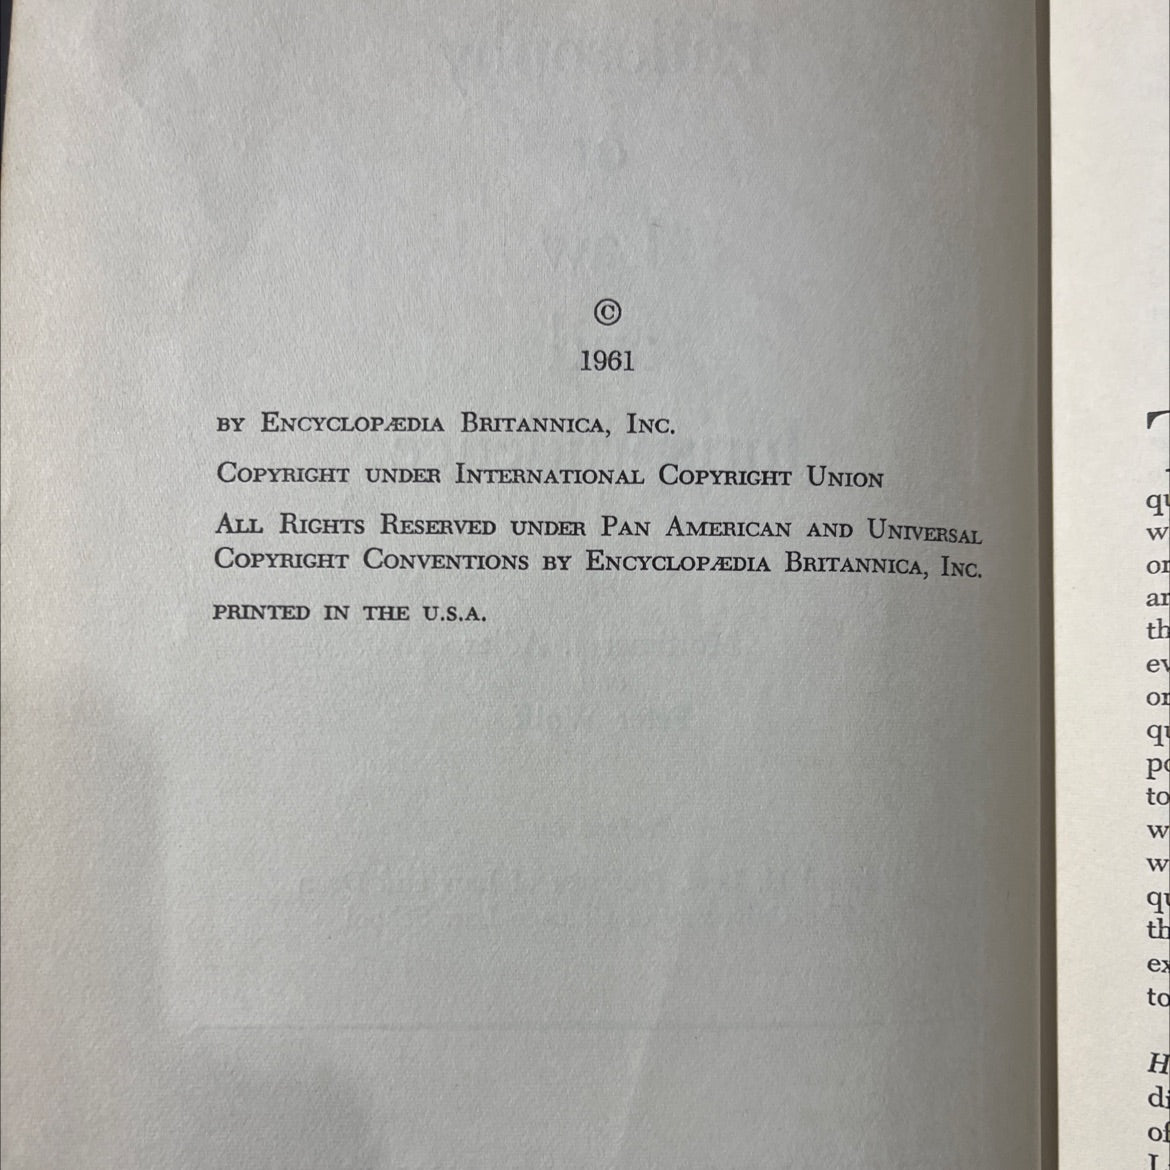 ©
1961
BY ENCYCLOPÆDIA BRITANNICA, INC.
COPYRIGHT UNDER INTERNATIONAL COPYRIGHT UNION
ALL RIGHTS RESERVED UNDER PAN AMERICAN AND UNIVERSAL
COPYRIGHT CONVENTIONS BY ENCYCLOPÆDIA BRITANNICA, INC.
PRINTED IN THE U.S.A.